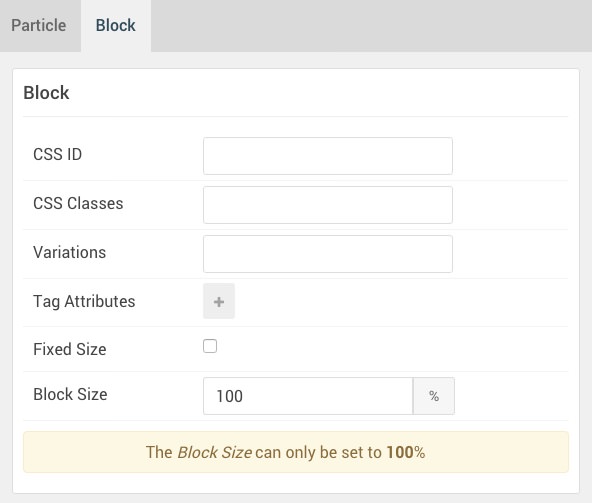 Particle Block
Block
CSS ID
CSS Classes
Variations
Tag Attributes +
Fixed Size
Block Size 100 %
The Block Size can only be set to 100%